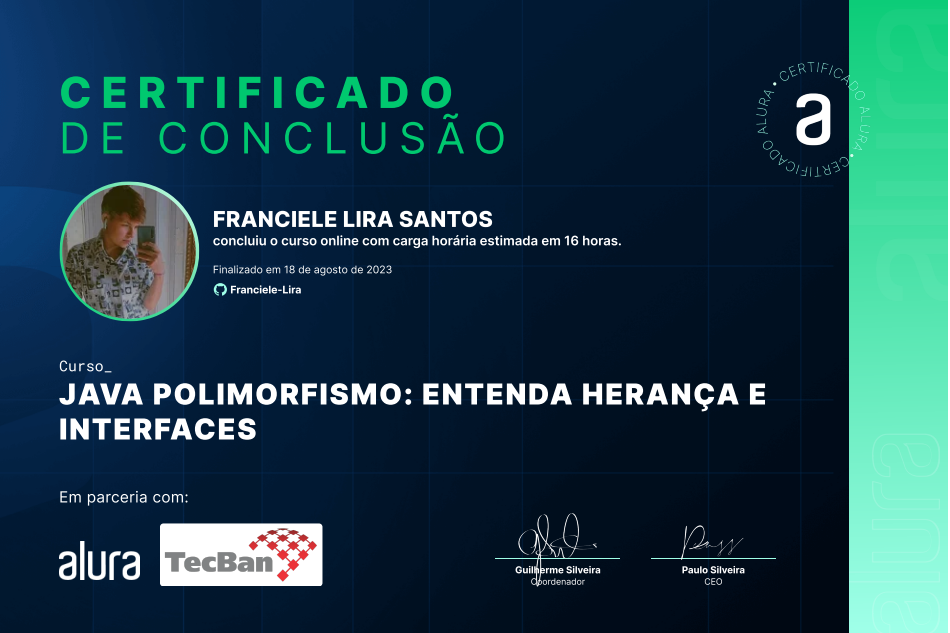 CERTIFICADO
DE CONCLUSÃO
CERTIFICADO ALURA • CERTIFICADO ALURA •
a
FRANCIELE LIRA SANTOS
concluiu o curso online com carga horária estimada em 16 horas.
Finalizado em 18 de agosto de 2023
Franciele-Lira
Curso_
JAVA POLIMORFISMO: ENTENDA HERANÇA E
INTERFACES
Em parceria com:
alura
TecBan
Guilherme Silveira
Coordenador
Paulo Silveira
CEO
alura
alura